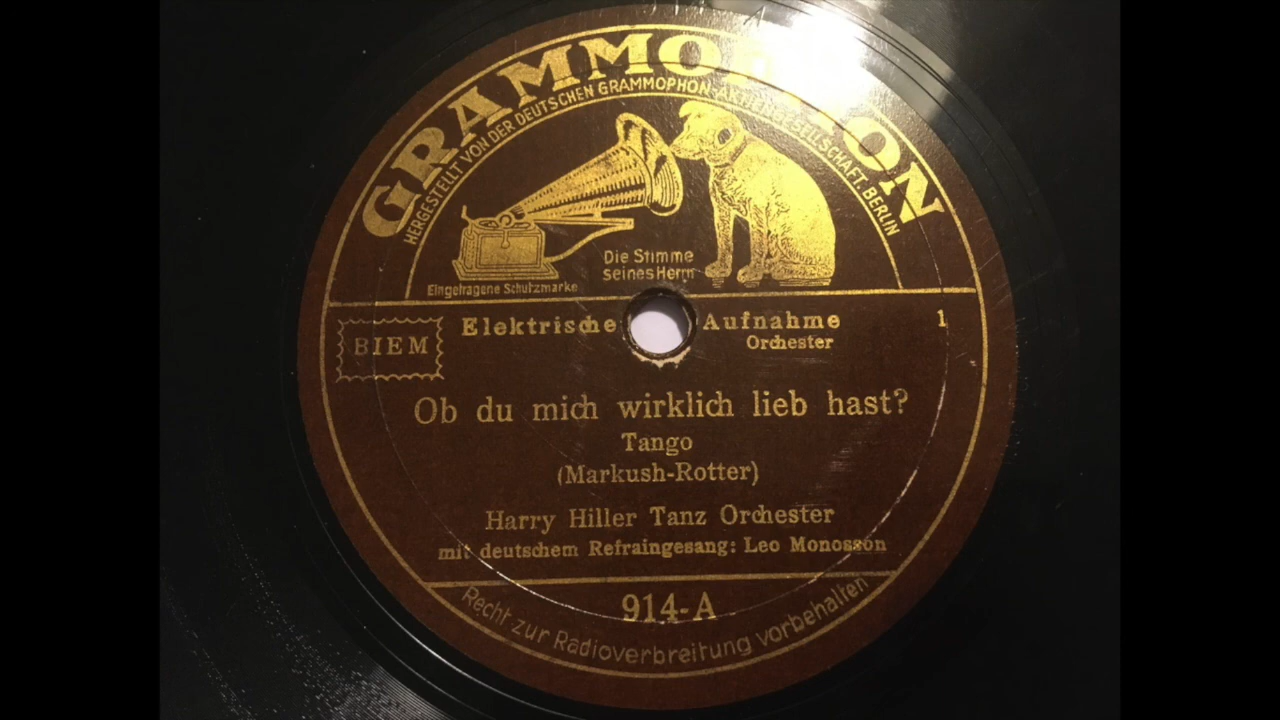 GRAMMOPHON
HERGESTELLT VON DER DEUTSCHEN GRAMMOPHON-AKTIENGESELLSCHAFT. BERLIN
Die Stimme
seines Herrn
Eingetragene Schutzmarke
Elektrische Aufnahme 1
Orchester
BIEM
Ob du mich wirklich lieb hast?
Tango
(Markush-Rotter)
Harry Hiller Tanz Orchester
mit deutschem Refraingesang: Leo Monosson
914-A
Recht zur Radioverbreitung vorbehalten